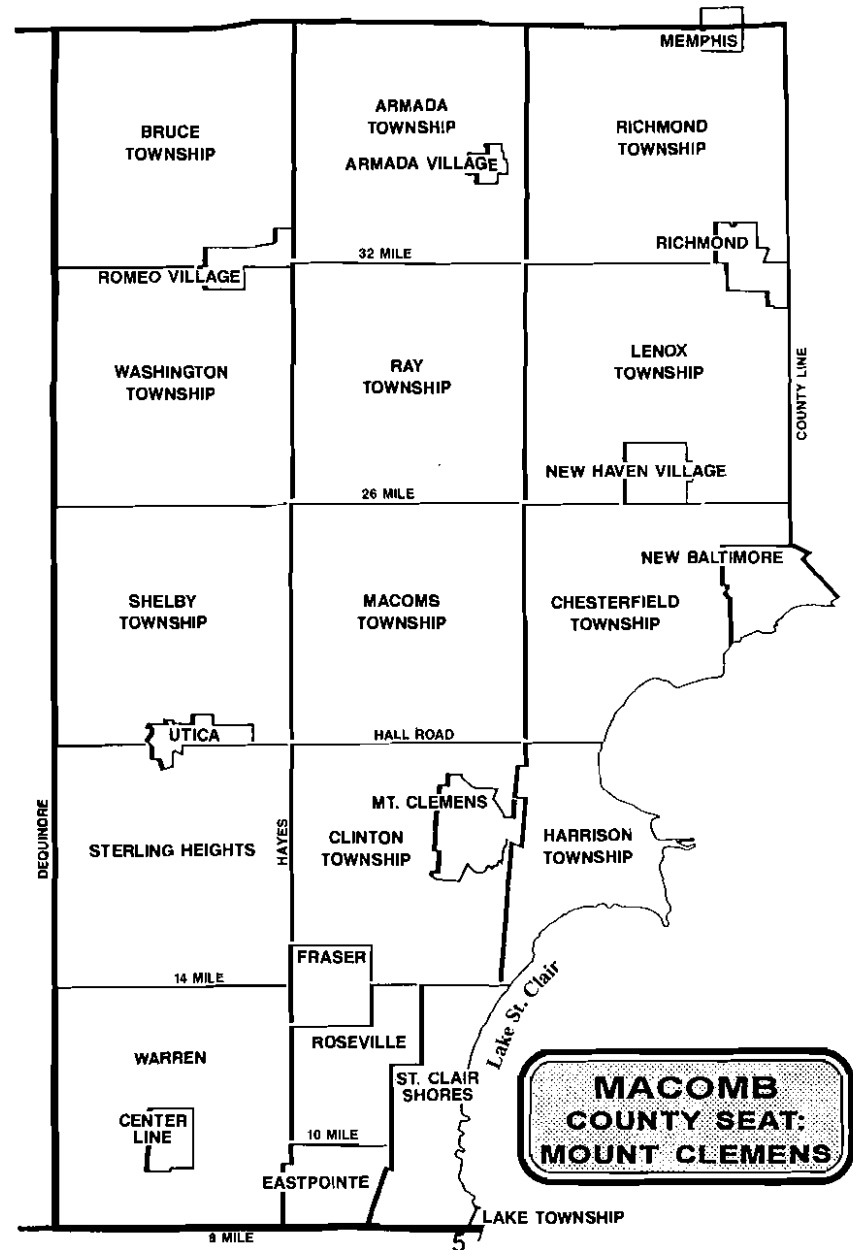 MEMPHIS
BRUCE
TOWNSHIP
ARMADA
TOWNSHIP
ARMADA VILLAGE
RICHMOND
TOWNSHIP
RICHMOND
32 MILE
ROMEO VILLAGE
WASHINGTON
TOWNSHIP
RAY
TOWNSHIP
LENOX
TOWNSHIP
COUNTY LINE
NEW HAVEN VILLAGE
26 MILE
NEW BALTIMORE
SHELBY
TOWNSHIP
MACOMS
TOWNSHIP
CHESTERFIELD
TOWNSHIP
UTICA
HALL ROAD
DEQUINDRE
STERLING HEIGHTS
HAYES
MT. CLEMENS
CLINTON
TOWNSHIP
HARRISON
TOWNSHIP
FRASER
14 MILE
Lake St. Clair
WARREN
ROSEVILLE
ST. CLAIR
SHORES
CENTER
LINE
10 MILE
EASTPOINTE
MACOMB
COUNTY SEAT:
MOUNT CLEMENS
LAKE TOWNSHIP
8 MILE
5